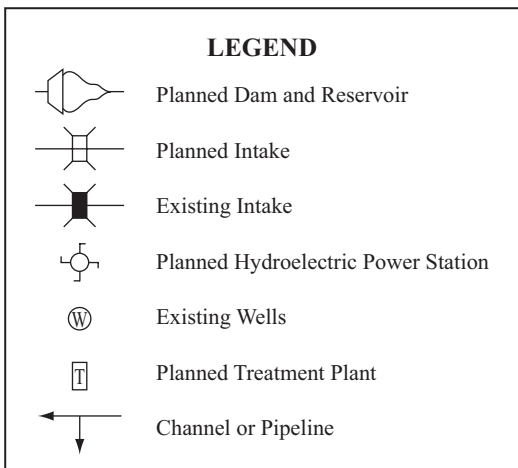 LEGEND
Planned Dam and Reservoir
Planned Intake
Existing Intake
Planned Hydroelectric Power Station
W Existing Wells
T Planned Treatment Plant
Channel or Pipeline